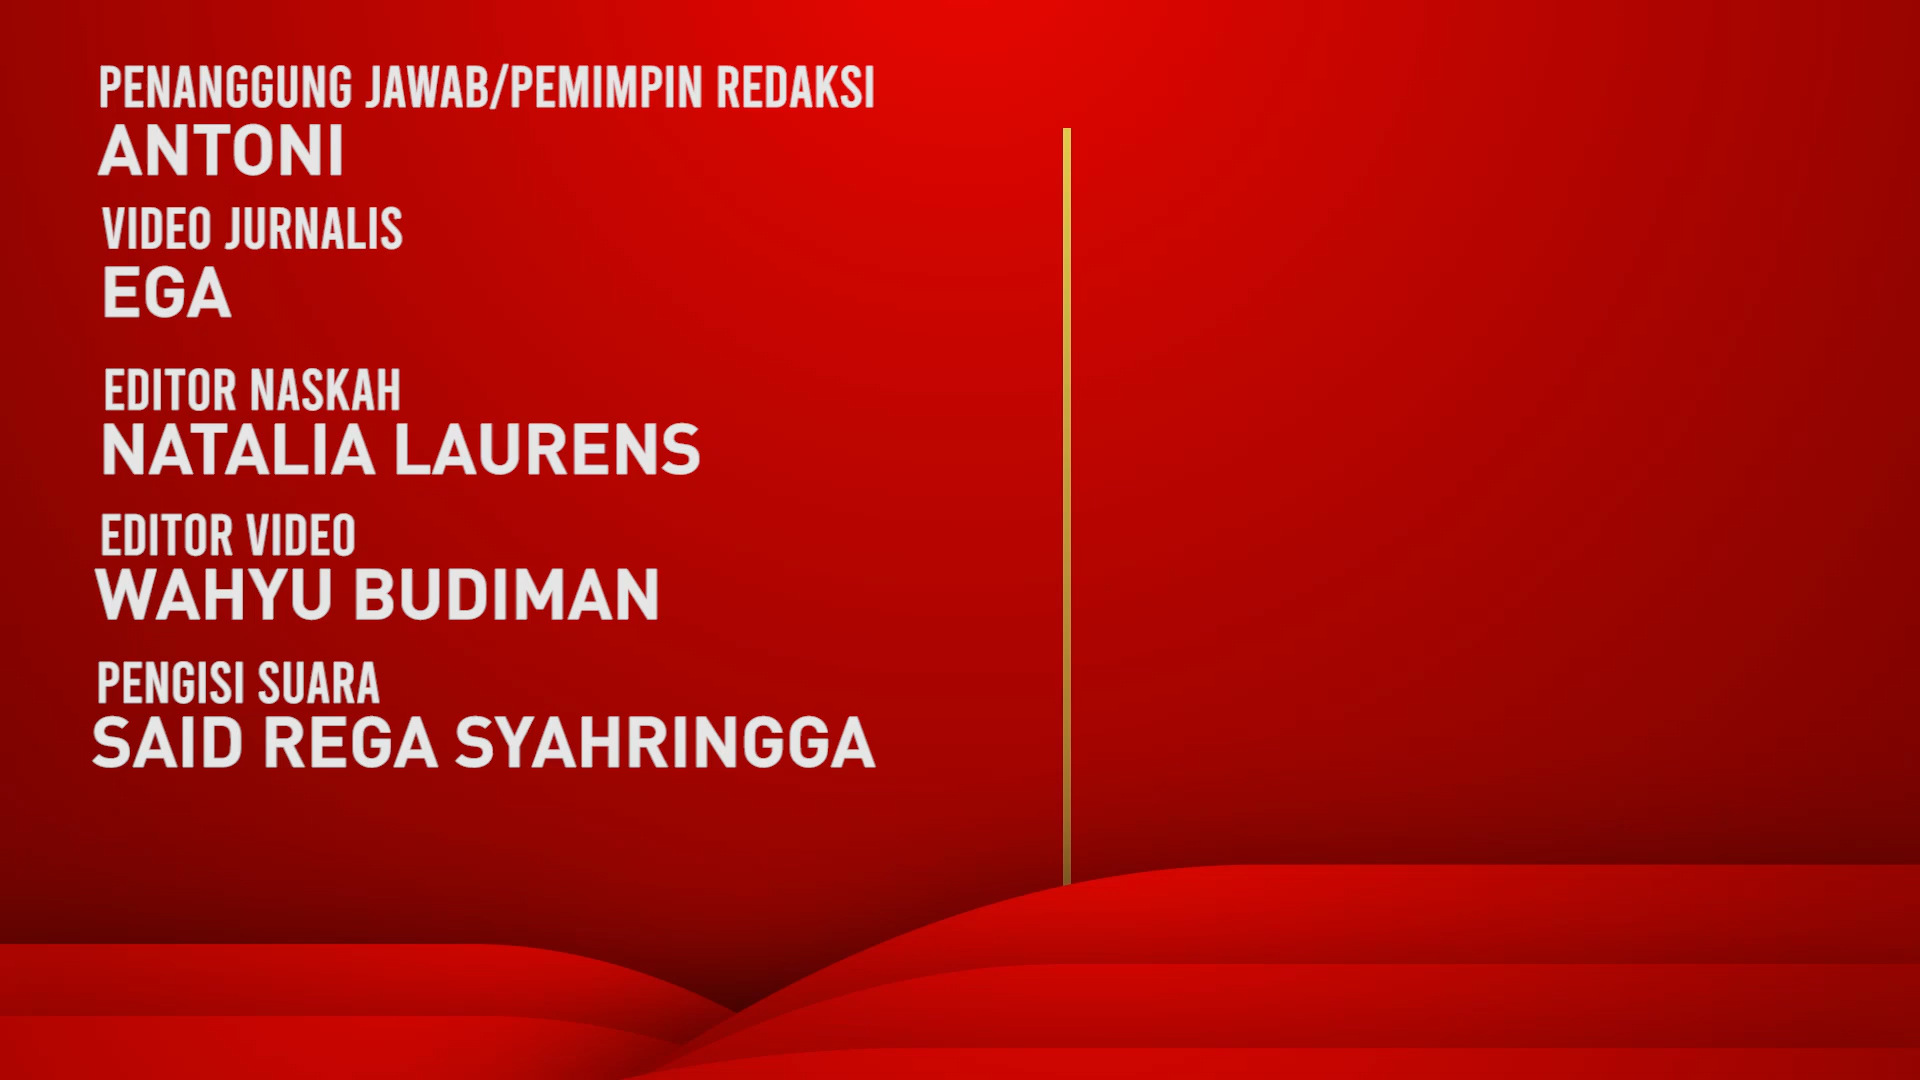 PENANGGUNG JAWAB/PEMIMPIN REDAKSI
ANTONI
VIDEO JURNALIS
EGA
EDITOR NASKAH
NATALIA LAURENS
EDITOR VIDEO
WAHYU BUDIMAN
PENGISI SUARA
SAID REGA SYAHRINGGA